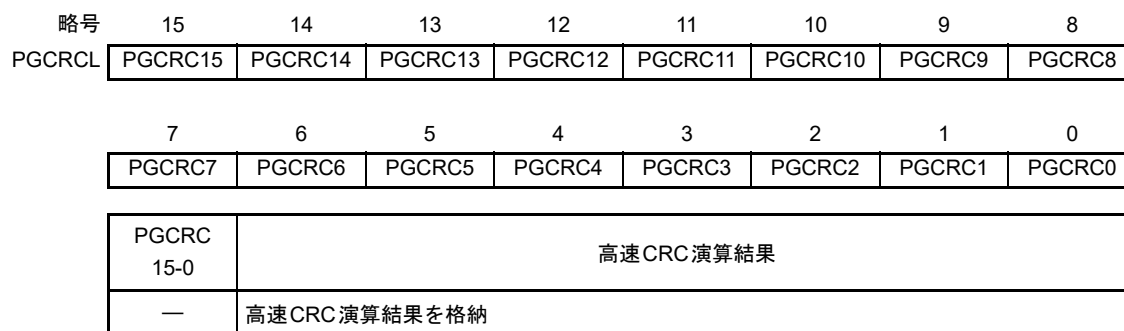 略号 15 14 13 12 11 10 9 8
PGCRCL PGCRC15 PGCRC14 PGCRC13 PGCRC12 PGCRC11 PGCRC10 PGCRC9 PGCRC8
7 6 5 4 3 2 1 0
PGCRC7 PGCRC6 PGCRC5 PGCRC4 PGCRC3 PGCRC2 PGCRC1 PGCRC0
PGCRC
15-0
高速CRC演算結果
— 高速CRC演算結果を格納